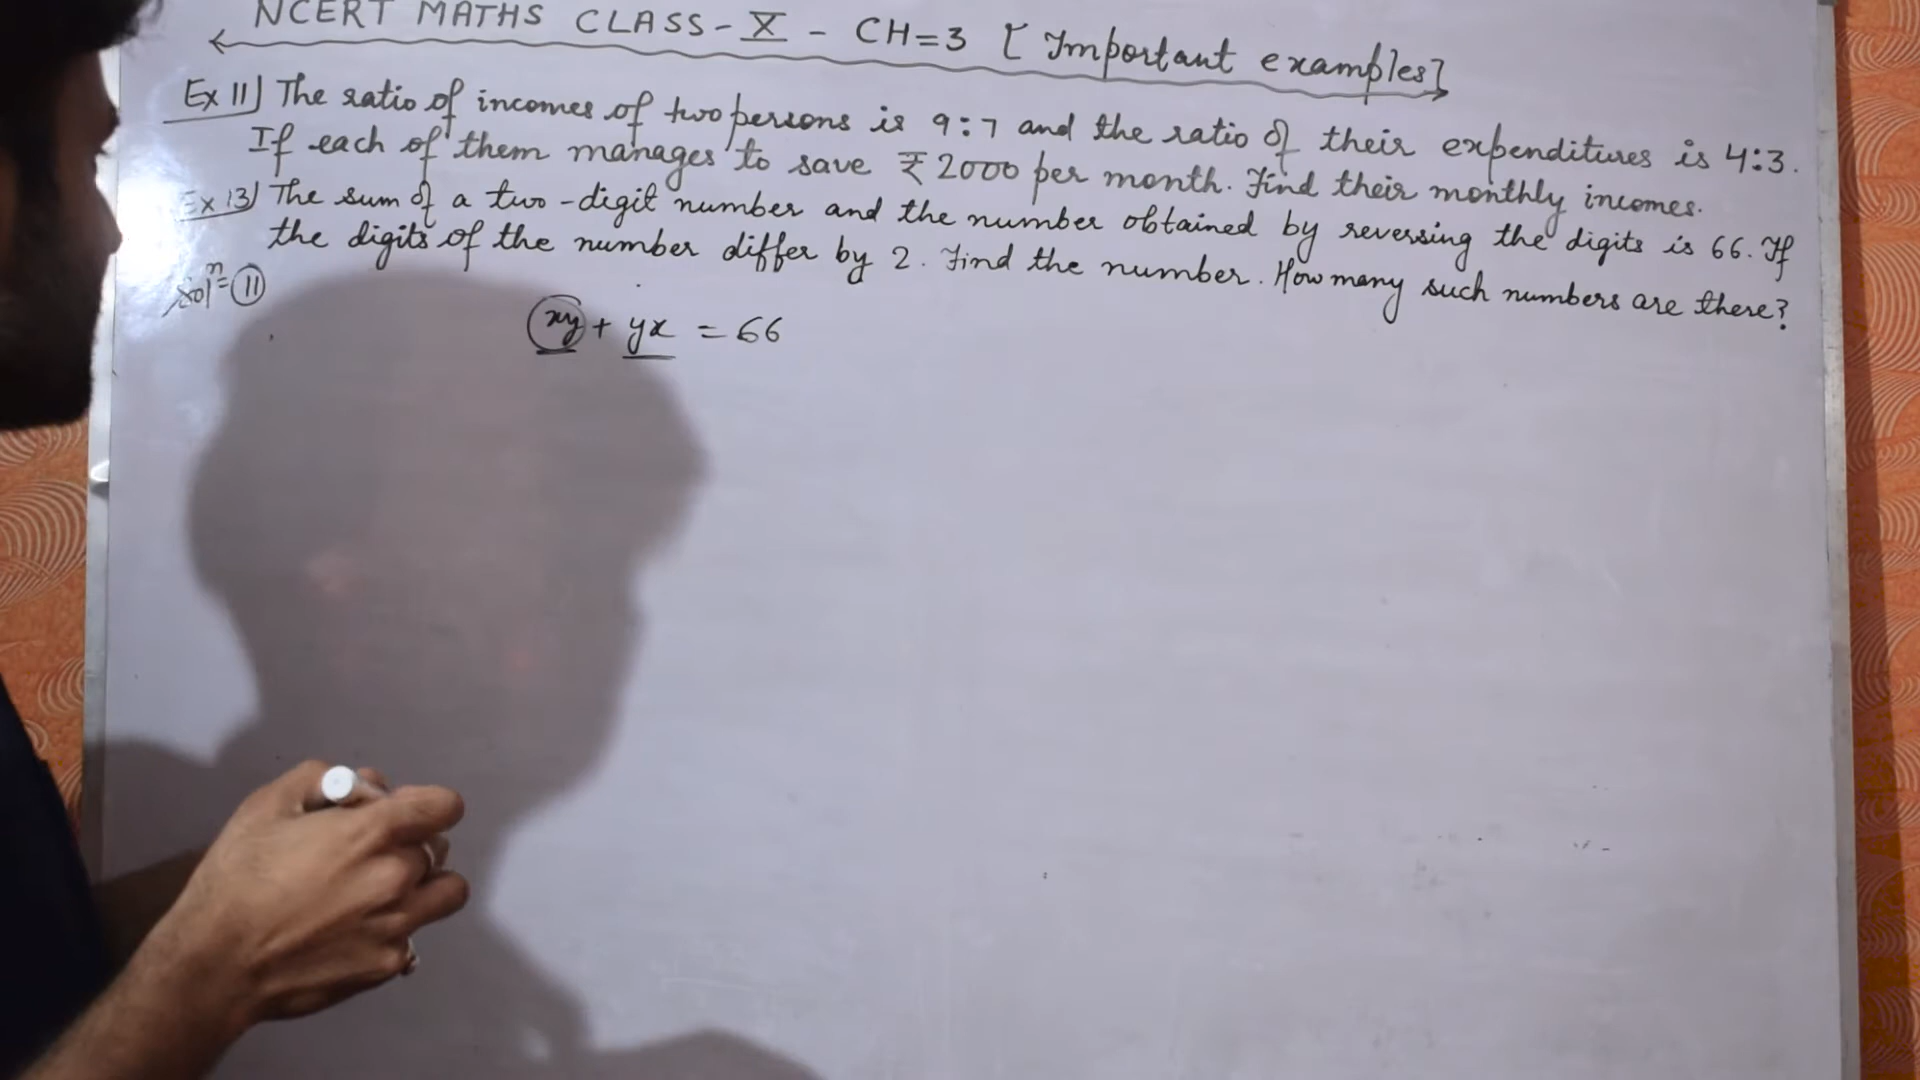 NCERT MATHS CLASS-X - CH=3 [Important examples]
Ex 11) The ratio of incomes of two persons is 9:7 and the ratio of their expenditures is 4:3.
If each of them manages to save ₹2000 per month. Find their monthly incomes.
Ex 13) The sum of a two-digit number and the number obtained by reversing the digits is 66. If
the digits of the number differ by 2. Find the number. How many such numbers are there?
Solⁿ= 11
xy + yx = 66